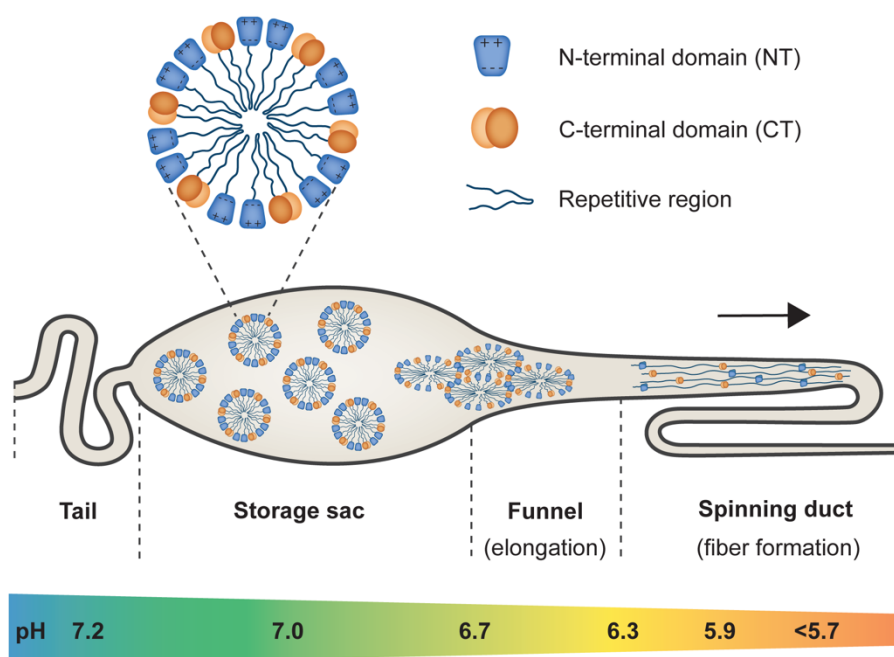 N-terminal domain (NT)
C-terminal domain (CT)
Repetitive region
Tail
Storage sac
Funnel
(elongation)
Spinning duct
(fiber formation)
pH 7.2 7.0 6.7 6.3 5.9 <5.7